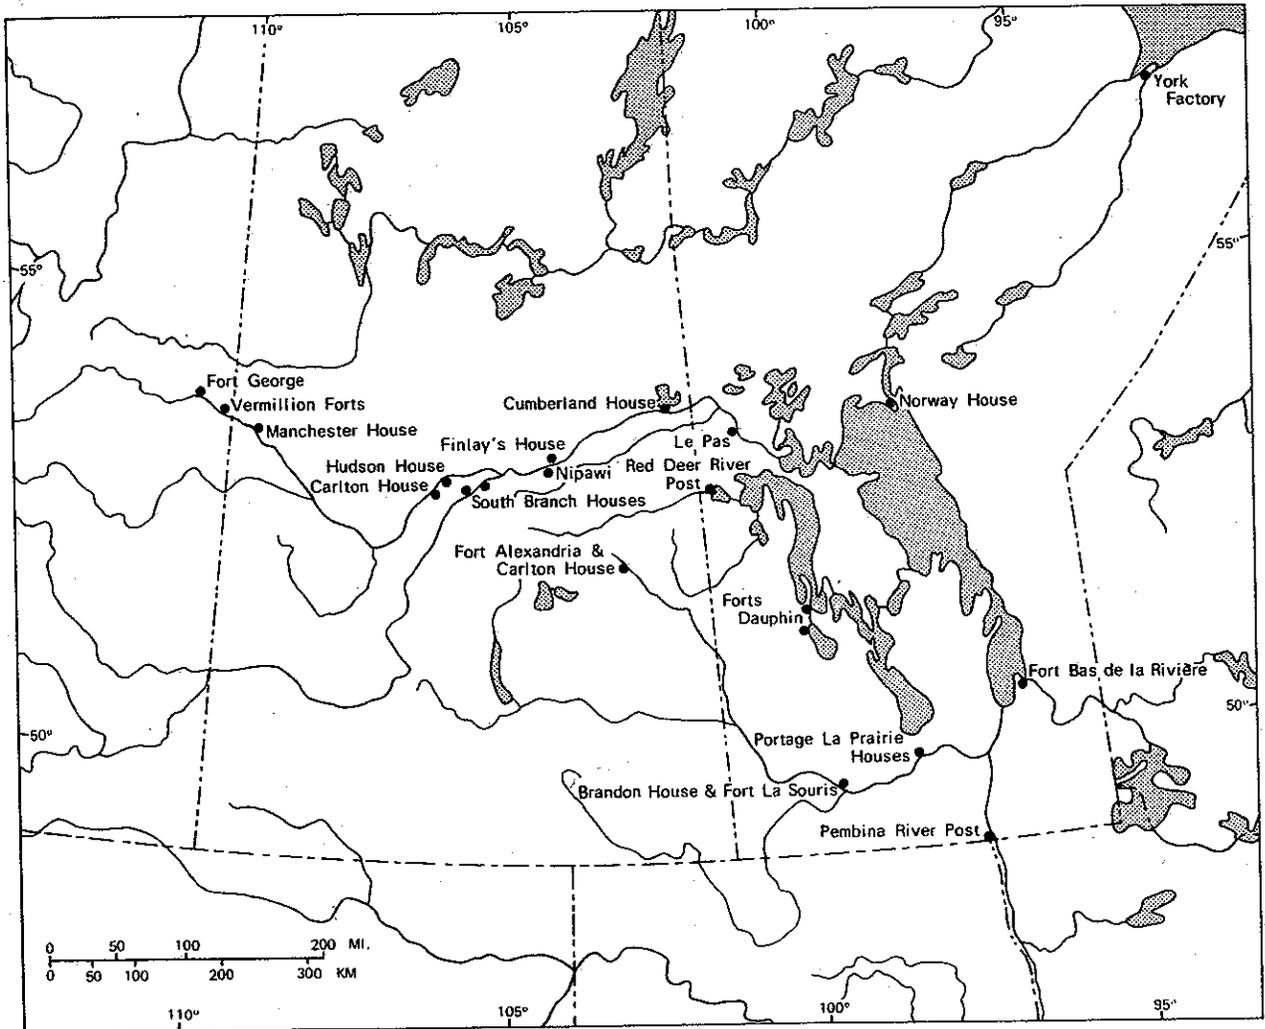 110°
105°
100°
95°
York
Factory
55°
55°
Fort George
Vermillion Forts
Manchester House
Cumberland House
Norway House
Finlay's House
Le Pas
Hudson House
Nipawi
Red Deer River
Post
Carlton House
South Branch Houses
Fort Alexandria &
Carlton House
Forts
Dauphin
Fort Bas de la Rivière
50°
50°
Portage La Prairie
Houses
Brandon House & Fort La Souris
Pembina River Post
0 50 100 200 MI.
0 50 100 200 300 KM
110°
105°
100°
95°